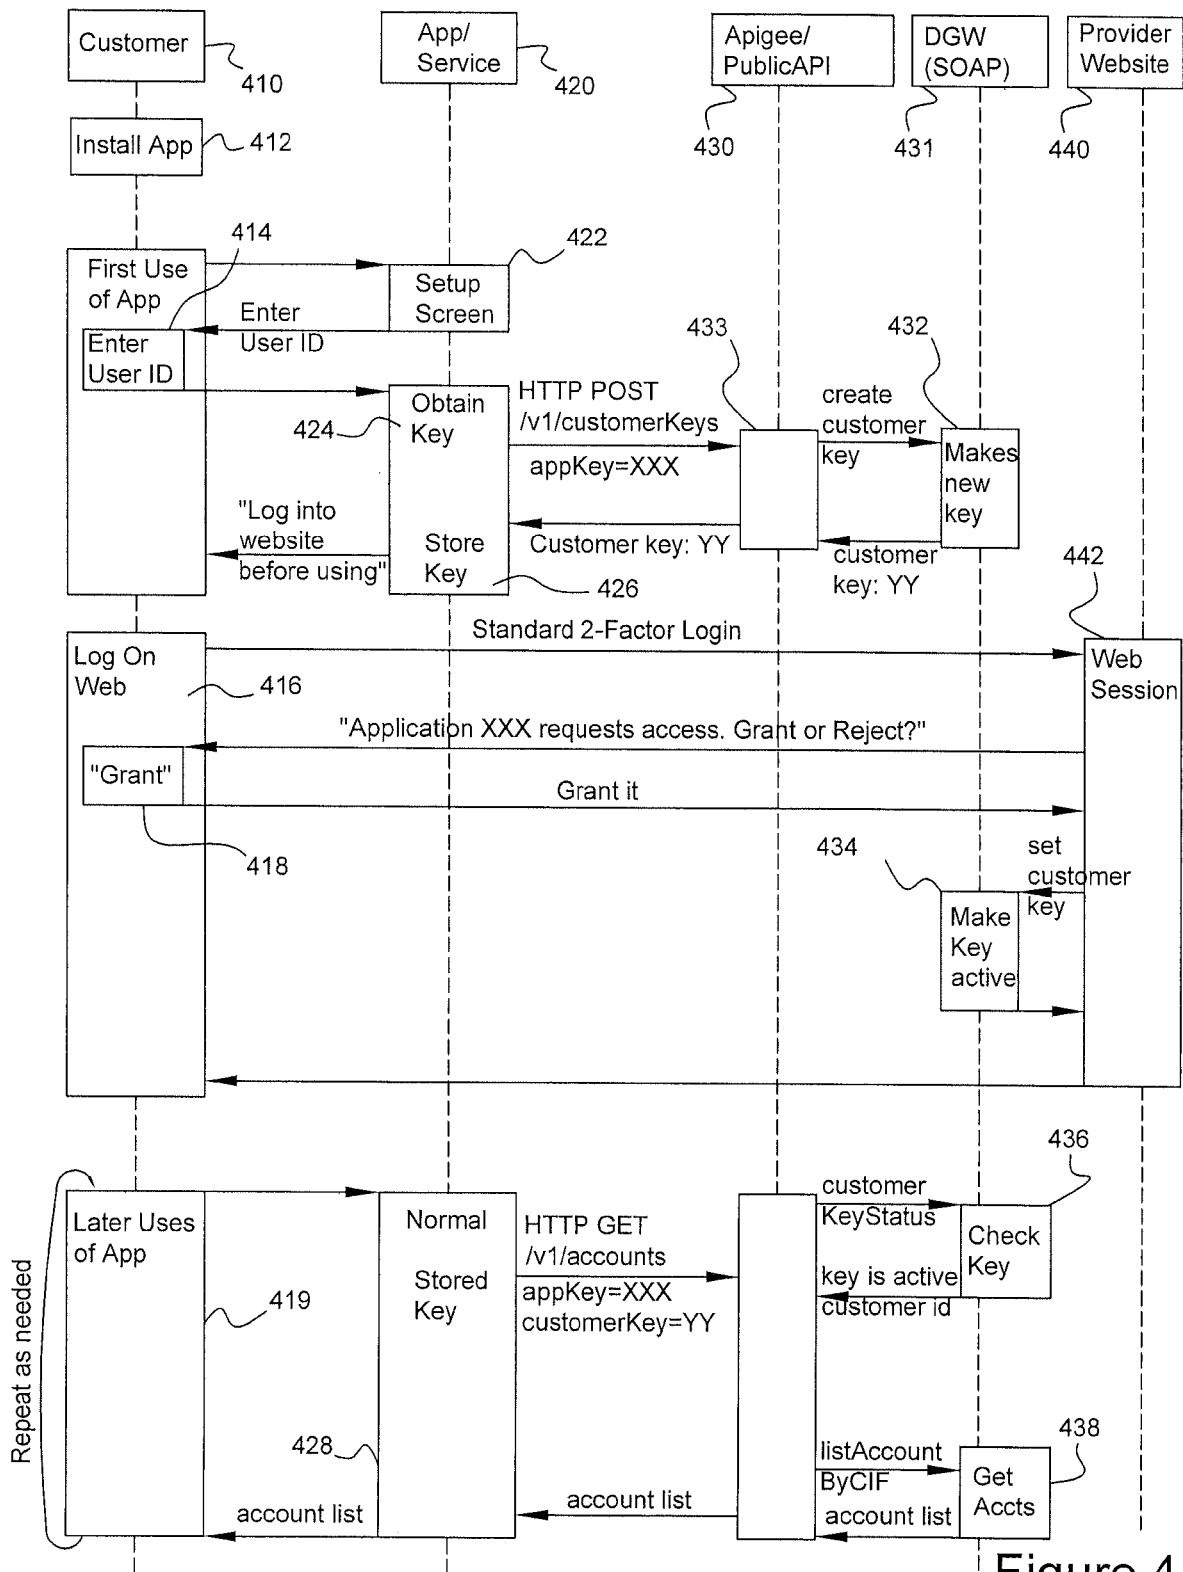 Customer
App/
Service
Apigee/
PublicAPI
DGW
(SOAP)
Provider
Website
410
420
430
431
440
Install App
412
414
422
First Use
of App
Setup
Screen
Enter
User ID
Enter
User ID
433
432
Obtain
Key
424
HTTP POST
/v1/customerKeys
appKey=XXX
create
customer
key
Makes
new
key
"Log into
website
before using"
Store
Key
Customer key: YY
customer
key: YY
426
442
Standard 2-Factor Login
Log On
Web
416
Web
Session
"Application XXX requests access. Grant or Reject?"
"Grant"
Grant it
418
434
set
customer
key
Make
Key
active
436
Later Uses
of App
Normal
Stored
Key
HTTP GET
/v1/accounts
appKey=XXX
customerKey=YY
customer
KeyStatus
Check
Key
key is active
customer id
419
Repeat as needed
428
438
listAccount
ByCIF
Get
Accts
account list
account list
account list
Figure 4